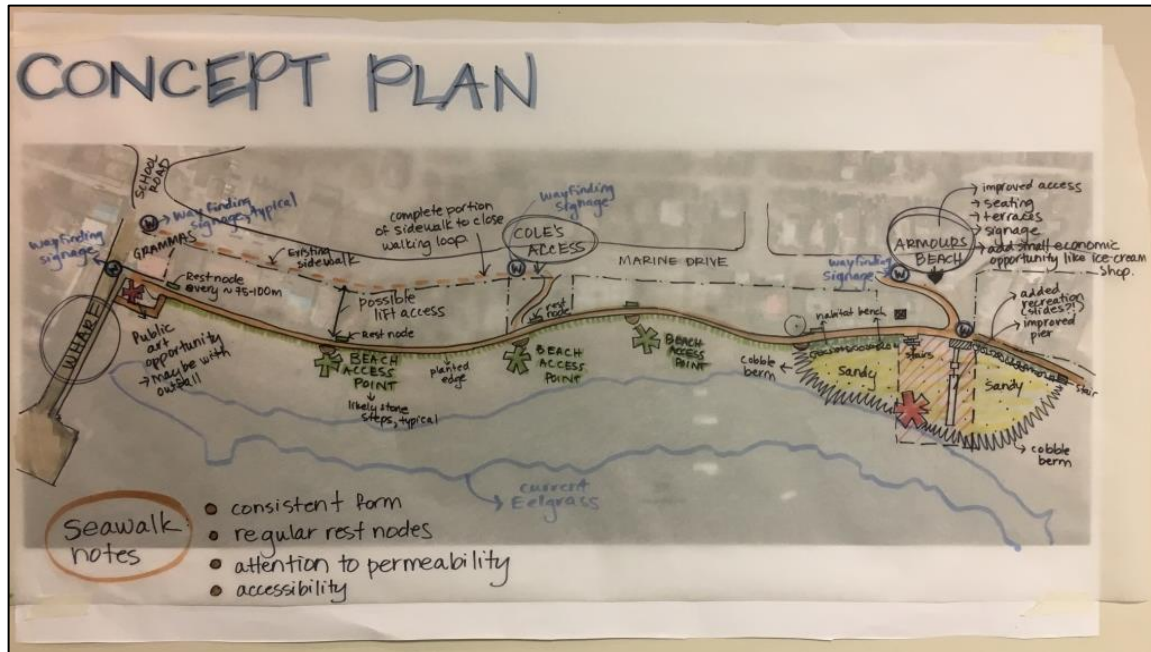 CONCEPT PLAN
SCHOOL
ROAD
W
wayfinding
signage, typical
wayfinding
signage
GRAMMAS
W
Existing
sidewalk
Rest node
every ~ 75-100m
WHARF
Public
art
opportunity
→ maybe with
outfall
complete portion
of sidewalk to close
walking loop.
possible
lift access
Rest node
wayfinding
signage
COLE'S
ACCESS
W
rest
node
MARINE DRIVE
BEACH
ACCESS
POINT
likely stone
steps, typical
planted
edge
BEACH
ACCESS
POINT
BEACH
ACCESS
POINT
wayfinding
signage
W
ARMOURS
BEACH
→ improved access
→ seating
→ terraces
→ signage
→ add small economic
opportunity like ice-cream
shop.
→ added
recreation
(slides?!)
→ improved
pier
W
habitat bench
stairs
cobble
berm
Sandy
Sandy
stair
cobble
berm
current
Eelgrass
Seawalk
notes
• consistent form
• regular rest nodes
• attention to permeability
• accessibility